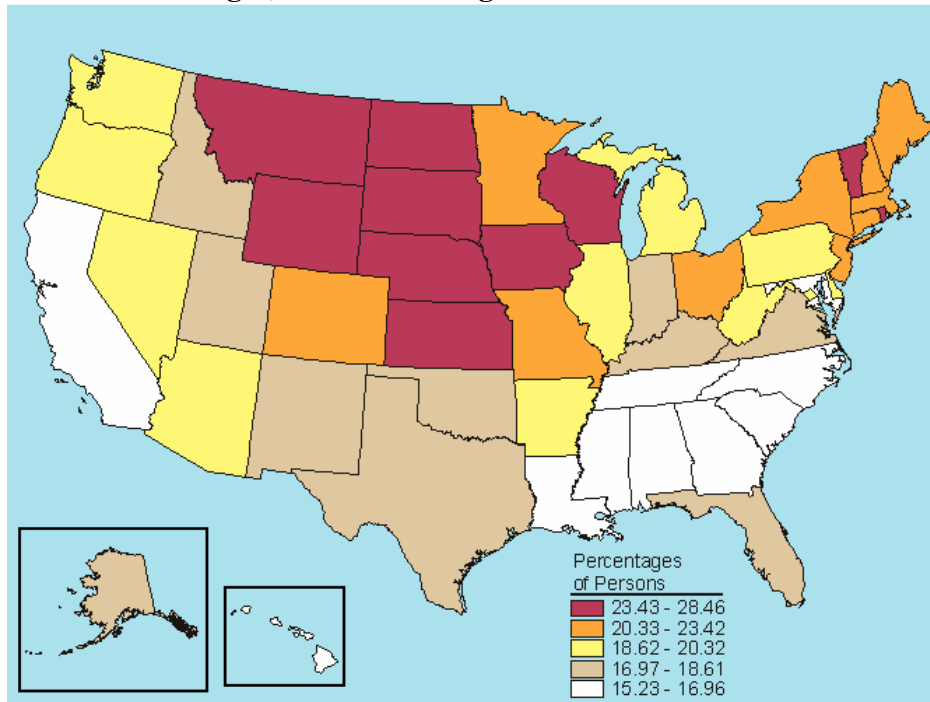 Percentages
of Persons
23.43 - 28.46
20.33 - 23.42
18.62 - 20.32
16.97 - 18.61
15.23 - 16.96